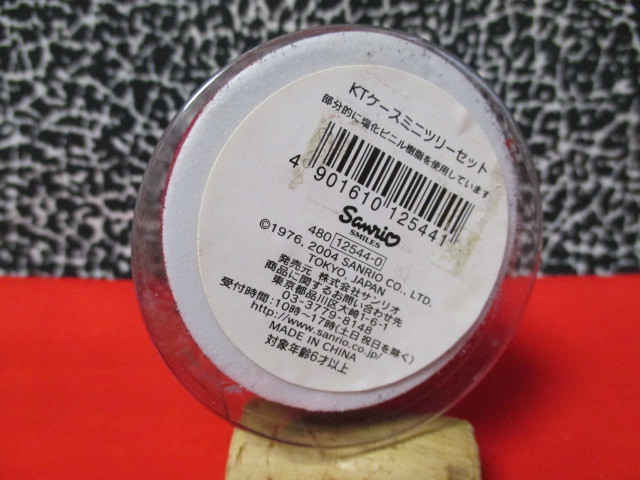 KTケースミニツリーセット
部分的に塩化ビニル樹脂を使用しています
4 901610 125441
Sanrio
SMILES
480 12544-0
©1976, 2004 SANRIO CO., LTD.
TOKYO, JAPAN
発売元 株式会社サンリオ
商品に関するお問い合わせ先
東京都品川区大崎1-6-1
03-3779-8148
受付時間:10時〜17時(土日祝日を除く)
http://www.sanrio.co.jp/
MADE IN CHINA
対象年齢6才以上